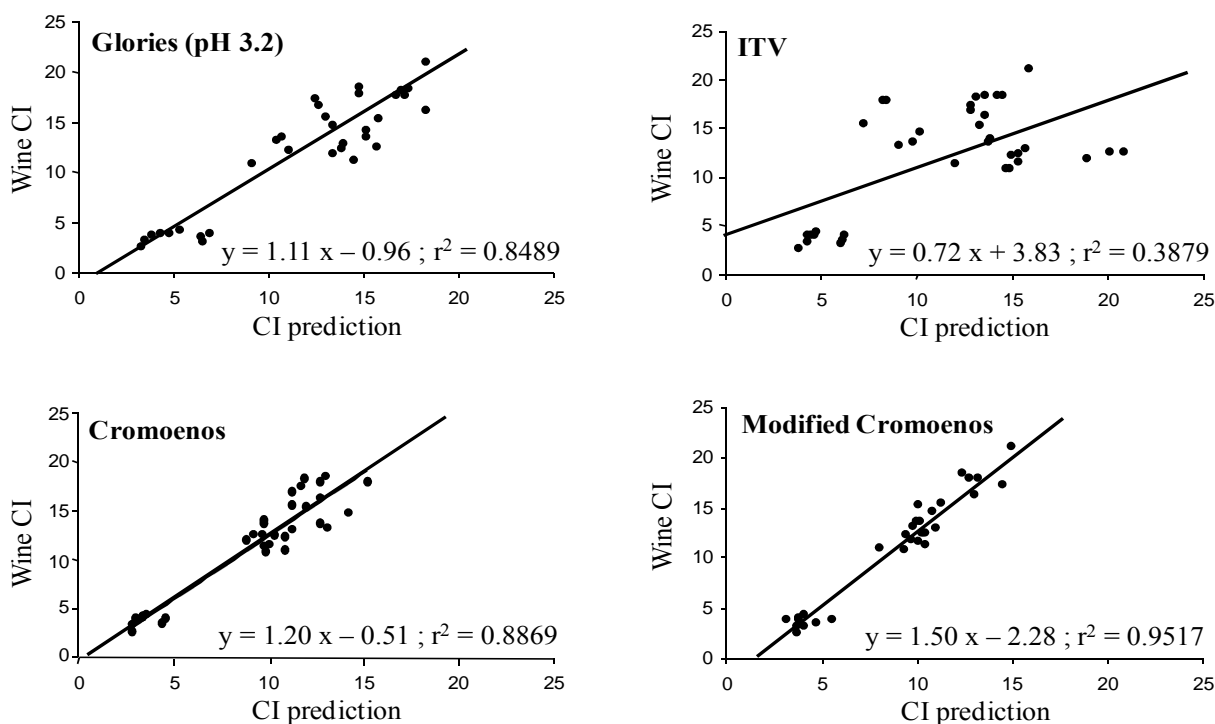 Glories (pH 3.2)
25
20
15
10
5
0
Wine CI
y = 1.11 x – 0.96 ; r² = 0.8489
0 5 10 15 20 25
CI prediction
ITV
25
20
15
10
5
0
Wine CI
y = 0.72 x + 3.83 ; r² = 0.3879
0 5 10 15 20 25
CI prediction
Cromoenos
25
20
15
10
5
0
Wine CI
y = 1.20 x – 0.51 ; r² = 0.8869
0 5 10 15 20 25
CI prediction
Modified Cromoenos
25
20
15
10
5
0
Wine CI
y = 1.50 x – 2.28 ; r² = 0.9517
0 5 10 15 20 25
CI prediction